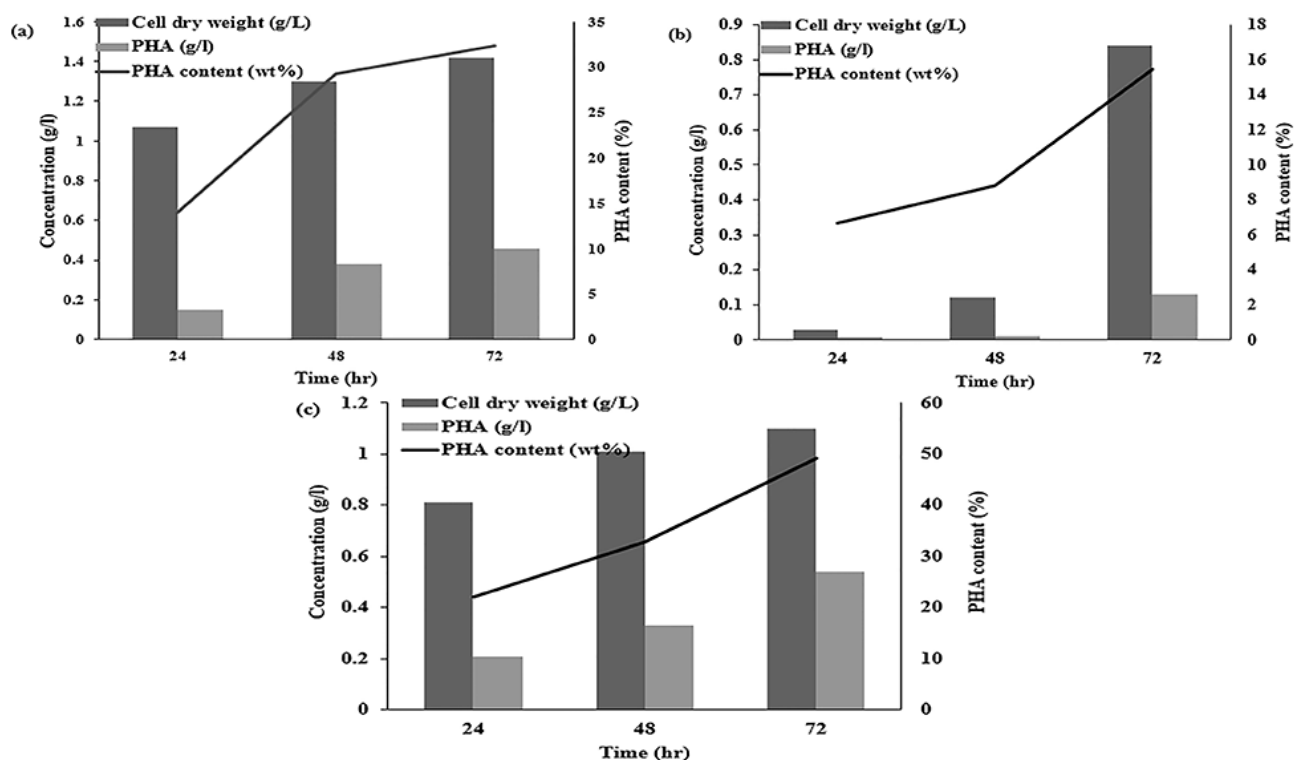 (a)
Cell dry weight (g/L)
PHA (g/l)
PHA content (wt%)
1.6
1.4
1.2
1
0.8
0.6
0.4
0.2
0
Concentration (g/l)
35
30
25
20
15
10
5
0
PHA content (%)
24 48 72
Time (hr)
(b)
Cell dry weight (g/L)
PHA (g/l)
PHA content (wt%)
0.9
0.8
0.7
0.6
0.5
0.4
0.3
0.2
0.1
0
Concentration (g/l)
18
16
14
12
10
8
6
4
2
0
PHA content (%)
24 48 72
Time (hr)
(c)
Cell dry weight (g/L)
PHA (g/l)
PHA content (wt%)
1.2
1
0.8
0.6
0.4
0.2
0
Concentration (g/l)
60
50
40
30
20
10
0
PHA content (%)
24 48 72
Time (hr)